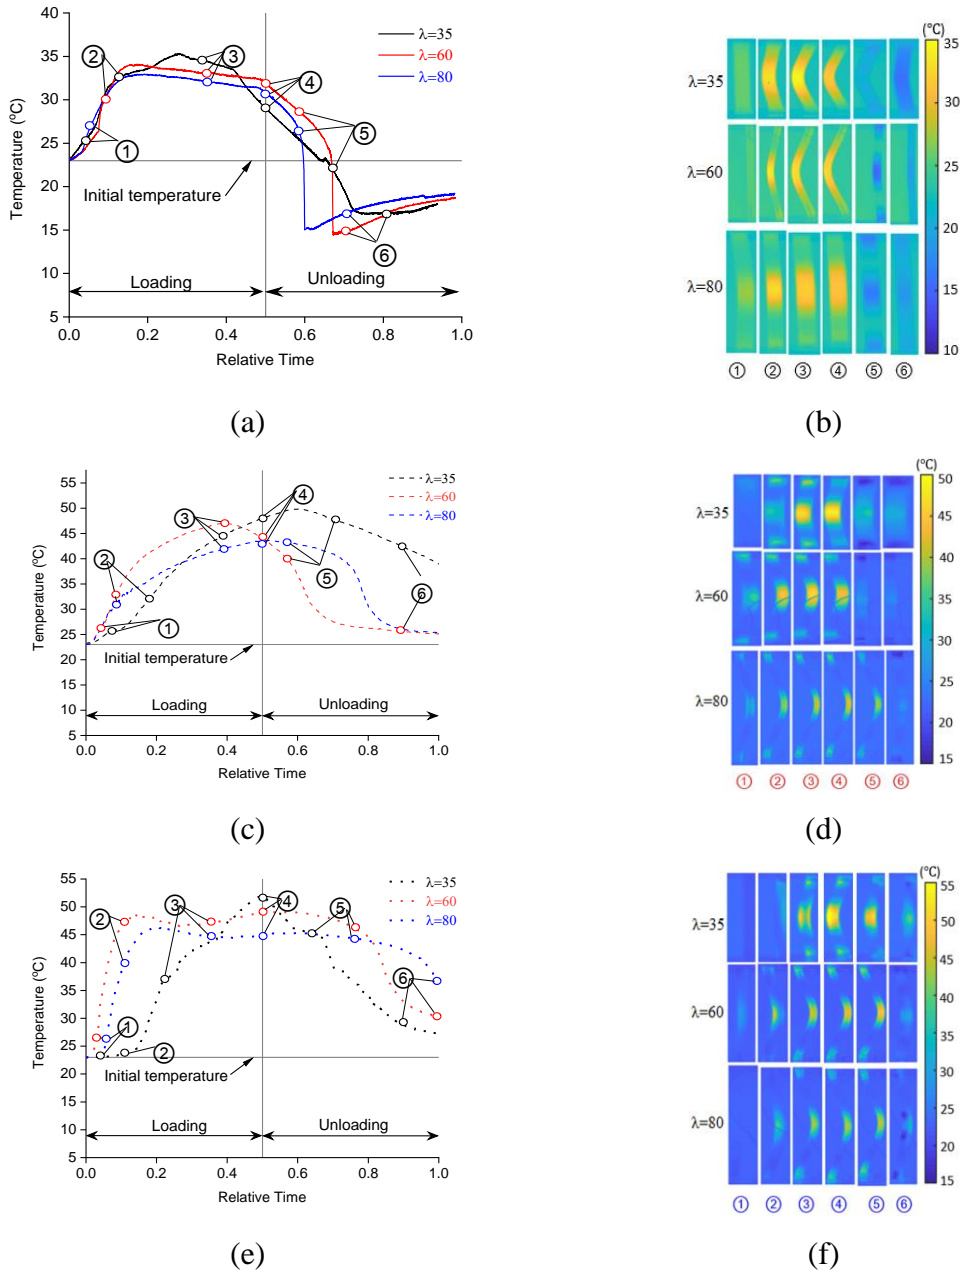 40
35
30
25
20
15
10
5
Temperature (°C)
λ=35
λ=60
λ=80
① ② ③ ④ ⑤ ⑥
Initial temperature
Loading
Unloading
0.0 0.2 0.4 0.6 0.8 1.0
Relative Time
(a)
(°C)
λ=35
λ=60
λ=80
35
30
25
20
15
10
① ② ③ ④ ⑤ ⑥
(b)
55
50
45
40
35
30
25
20
15
10
5
Temperature (°C)
λ=35
λ=60
λ=80
① ② ③ ④ ⑤ ⑥
Initial temperature
Loading
Unloading
0.0 0.2 0.4 0.6 0.8 1.0
Relative Time
(c)
(°C)
λ=35
λ=60
λ=80
50
45
40
35
30
25
20
15
① ② ③ ④ ⑤ ⑥
(d)
55
50
45
40
35
30
25
20
15
10
5
Temperature (°C)
λ=35
λ=60
λ=80
① ② ② ③ ④ ⑤ ⑥
Initial temperature
Loading
Unloading
0.0 0.2 0.4 0.6 0.8 1.0
Relative Time
(e)
(°C)
λ=35
λ=60
λ=80
55
50
45
40
35
30
25
20
15
① ② ③ ④ ⑤ ⑥
(f)